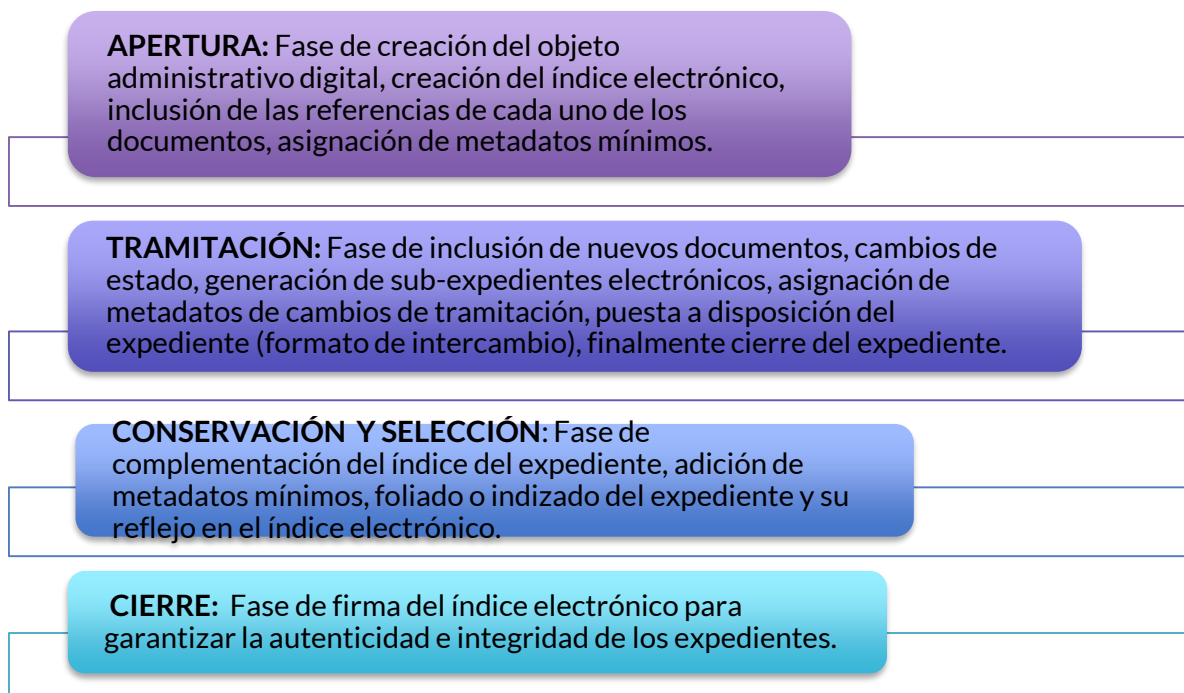 APERTURA: Fase de creación del objeto
administrativo digital, creación del índice electrónico,
inclusión de las referencias de cada uno de los
documentos, asignación de metadatos mínimos.
TRAMITACIÓN: Fase de inclusión de nuevos documentos, cambios de
estado, generación de sub-expedientes electrónicos, asignación de
metadatos de cambios de tramitación, puesta a disposición del
expediente (formato de intercambio), finalmente cierre del expediente.
CONSERVACIÓN Y SELECCIÓN: Fase de
complementación del índice del expediente, adición de
metadatos mínimos, foliado o indizado del expediente y su
reflejo en el índice electrónico.
CIERRE: Fase de firma del índice electrónico para
garantizar la autenticidad e integridad de los expedientes.